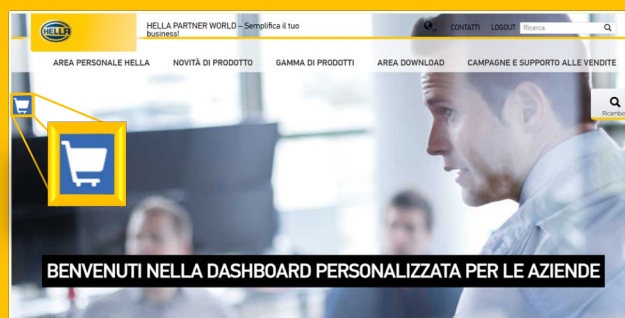 HELLA
HELLA PARTNER WORLD – Semplifica il tuo
business!
CONTATTI LOGOUT Ricerca
AREA PERSONALE HELLA NOVITÀ DI PRODOTTO GAMMA DI PRODOTTI AREA DOWNLOAD CAMPAGNE E SUPPORTO ALLE VENDITE
Ricambio
BENVENUTI NELLA DASHBOARD PERSONALIZZATA PER LE AZIENDE